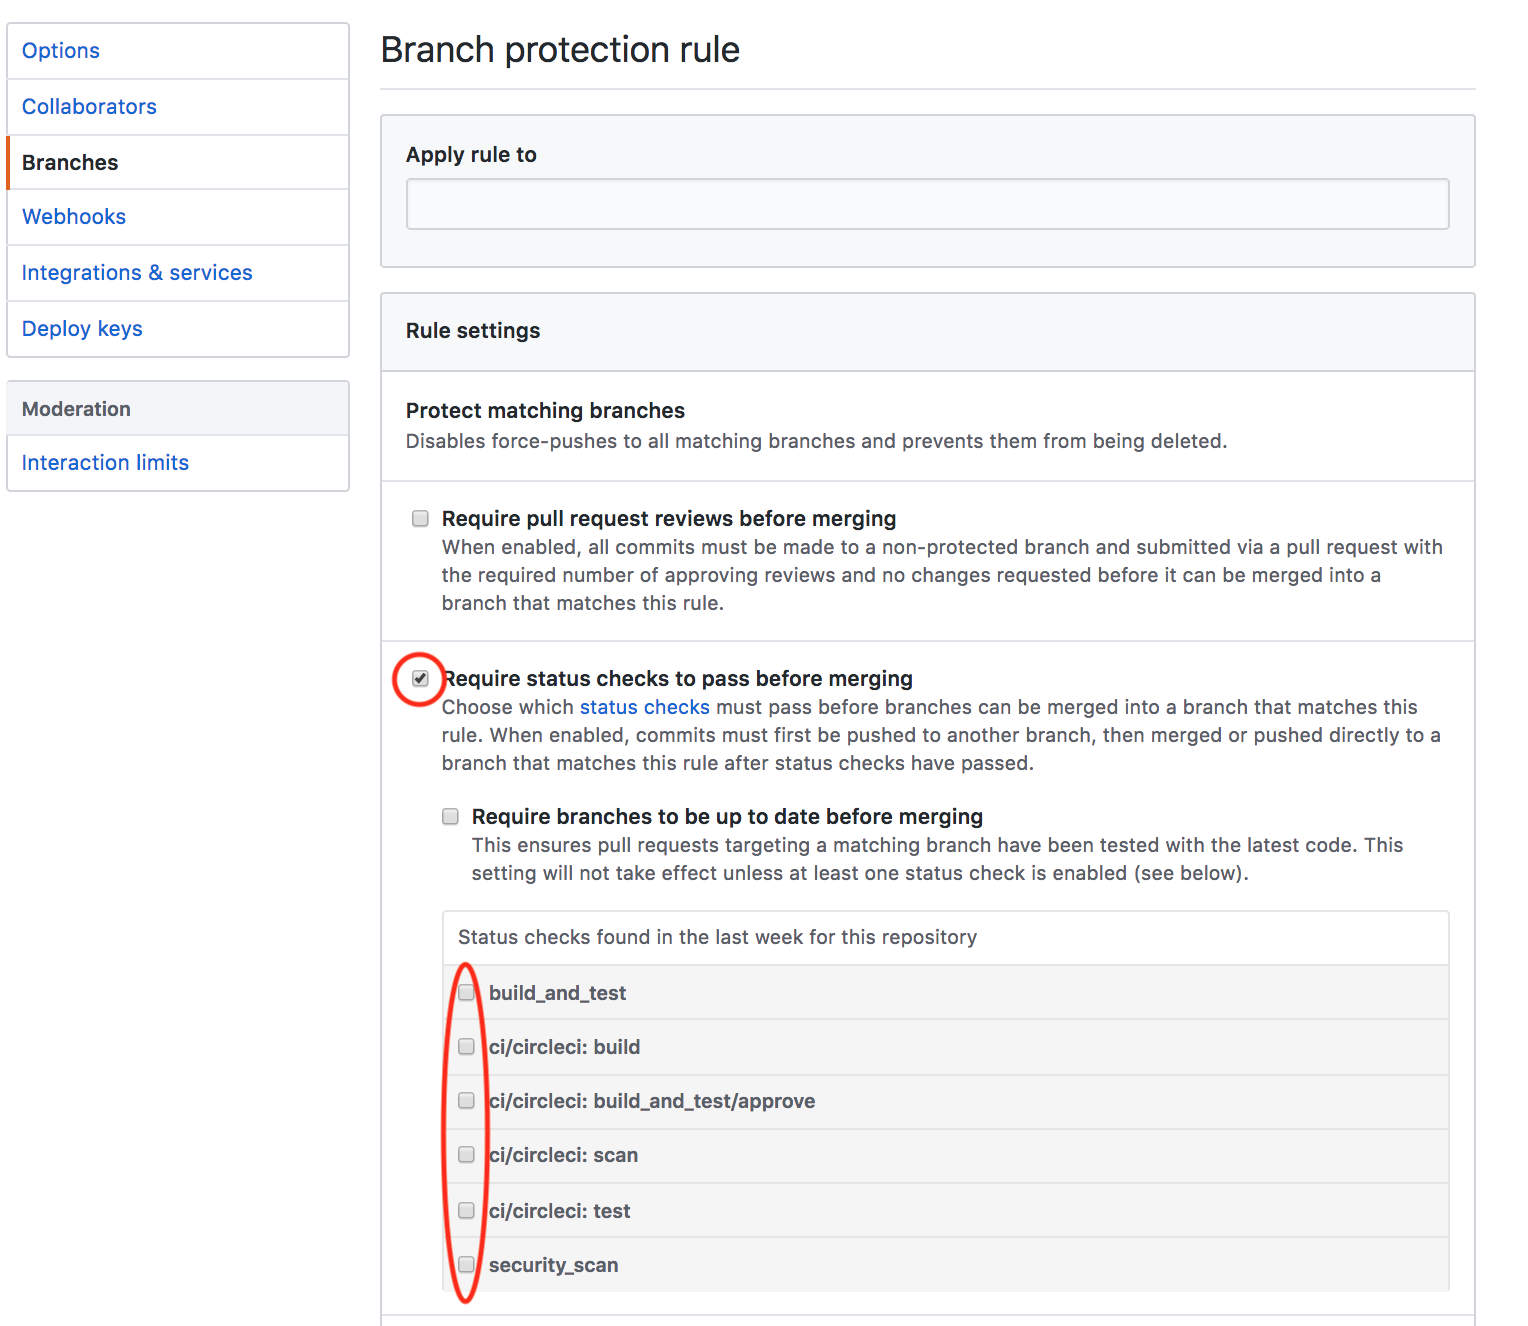 Options
Collaborators
Branches
Webhooks
Integrations & services
Deploy keys
Moderation
Interaction limits
Branch protection rule
Apply rule to
Rule settings
Protect matching branches
Disables force-pushes to all matching branches and prevents them from being deleted.
Require pull request reviews before merging
When enabled, all commits must be made to a non-protected branch and submitted via a pull request with
the required number of approving reviews and no changes requested before it can be merged into a
branch that matches this rule.
Require status checks to pass before merging
Choose which status checks must pass before branches can be merged into a branch that matches this
rule. When enabled, commits must first be pushed to another branch, then merged or pushed directly to a
branch that matches this rule after status checks have passed.
Require branches to be up to date before merging
This ensures pull requests targeting a matching branch have been tested with the latest code. This
setting will not take effect unless at least one status check is enabled (see below).
Status checks found in the last week for this repository
build_and_test
ci/circleci: build
ci/circleci: build_and_test/approve
ci/circleci: scan
ci/circleci: test
security_scan